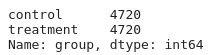 control      4720
treatment    4720
Name: group, dtype: int64